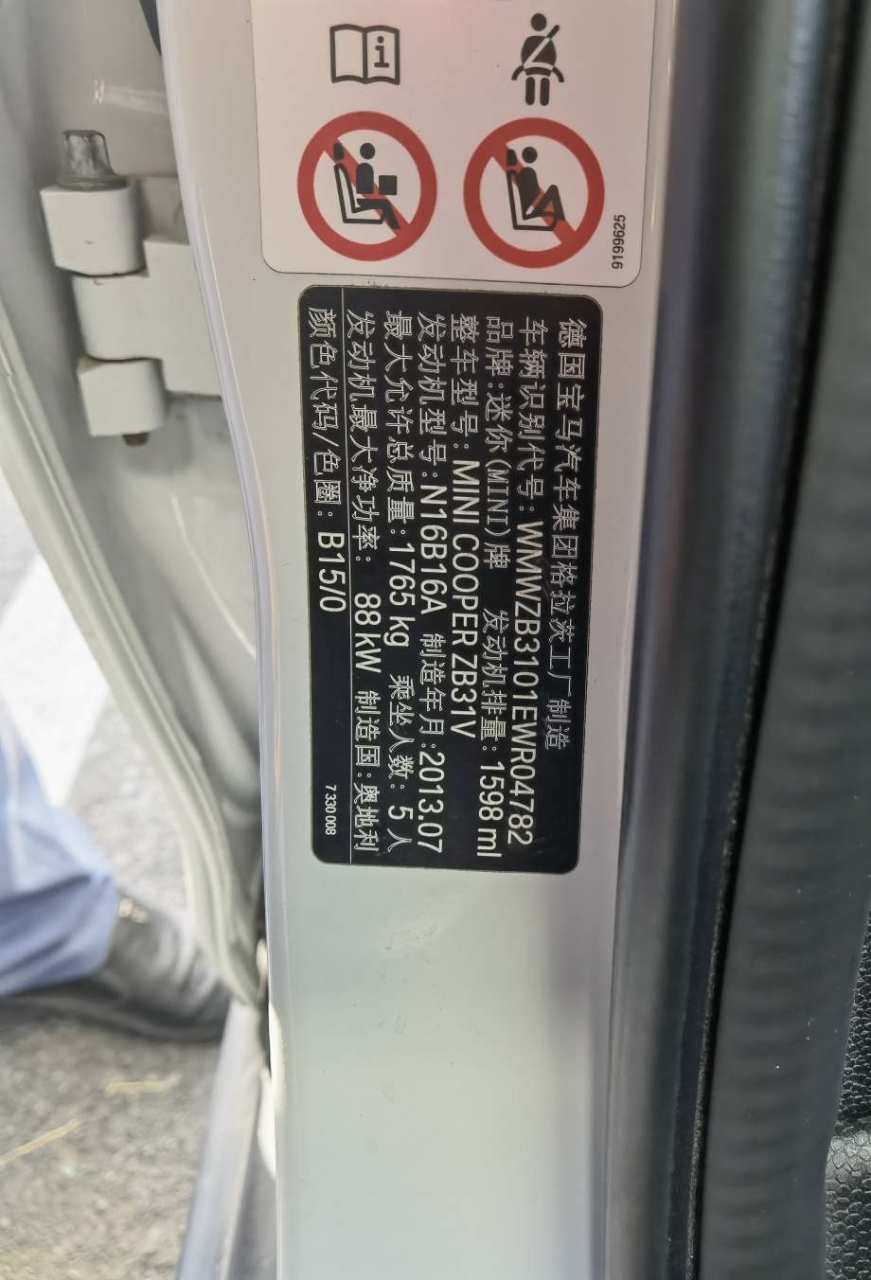 9199625
德国宝马汽车集团格拉茨工厂制造
车辆识别代号:WMWZB3101EWR04782
品牌:迷你(MINI)牌 发动机排量:1598 ml
整车型号:MINI COOPER ZB31V
发动机型号:N16B16A 制造年月:2013.07
最大允许总质量:1765 kg 乘坐人数: 5 人
发动机最大净功率: 88 kW 制造国:奥地利
颜色代码/色圈: B15/0
7 330 008